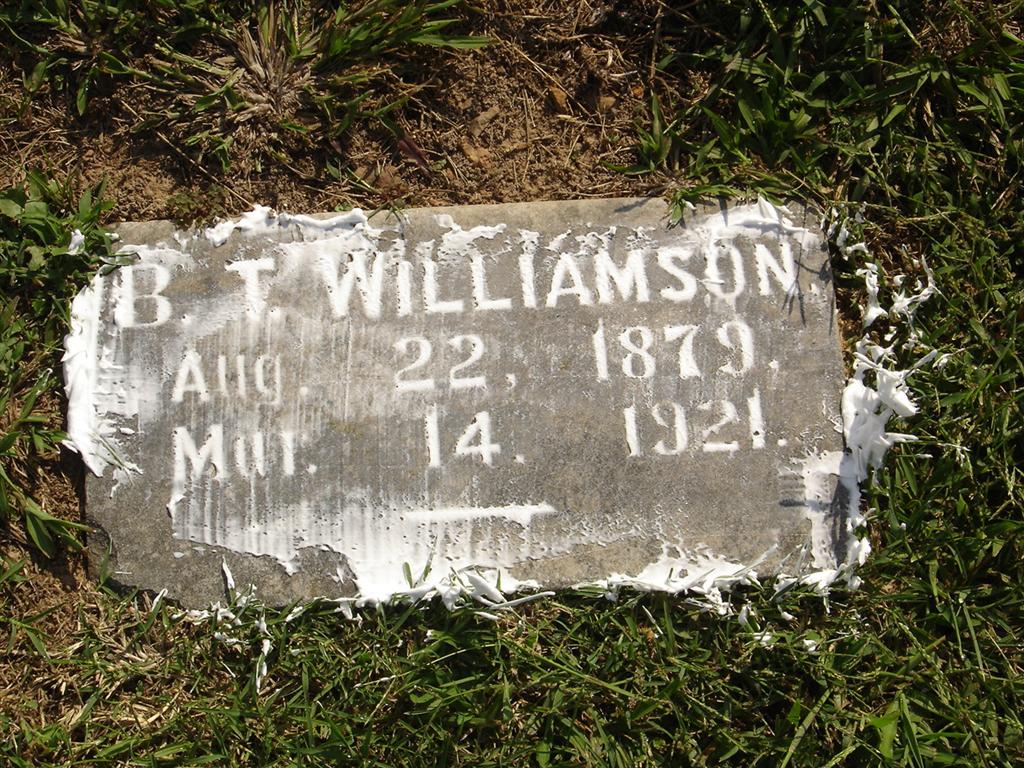 B. T. WILLIAMSON.
Aug. 22, 1879.
Mar. 14. 1921.